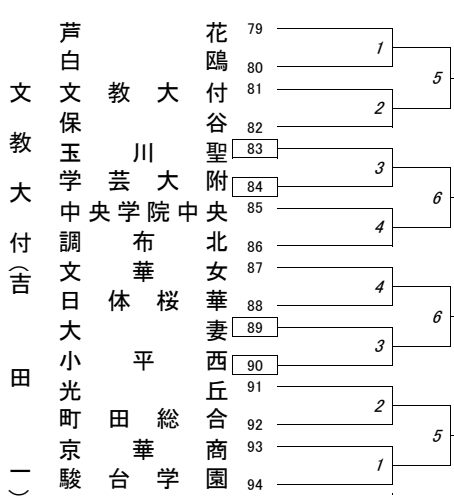 芦花 79
白鴎 80
文教大付 81
保谷 82
玉川聖 83
学芸大附 84
中央学院中央 85
調布北 86
文華女 87
日体桜華 88
大妻 89
小平西 90
光丘 91
町田総合 92
京華商 93
駿台学園 94
文教大付(吉田一)
1
5
2
3
6
4
4
6
3
2
5
1